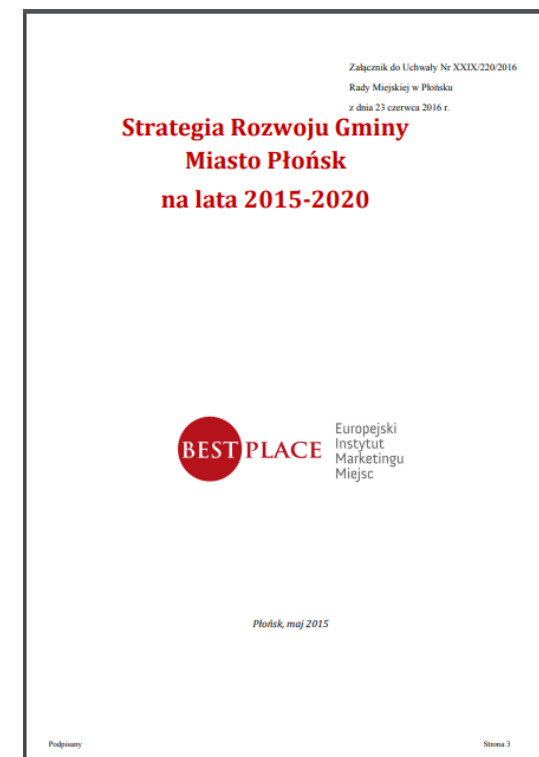 Załącznik do Uchwały Nr XXIX/220/2016
Rady Miejskiej w Płońsku
z dnia 23 czerwca 2016 r.
Strategia Rozwoju Gminy
Miasto Płońsk
na lata 2015-2020
BEST PLACE
Europejski
Instytut
Marketingu
Miejsc
Płońsk, maj 2015
Podpisany
Strona 3